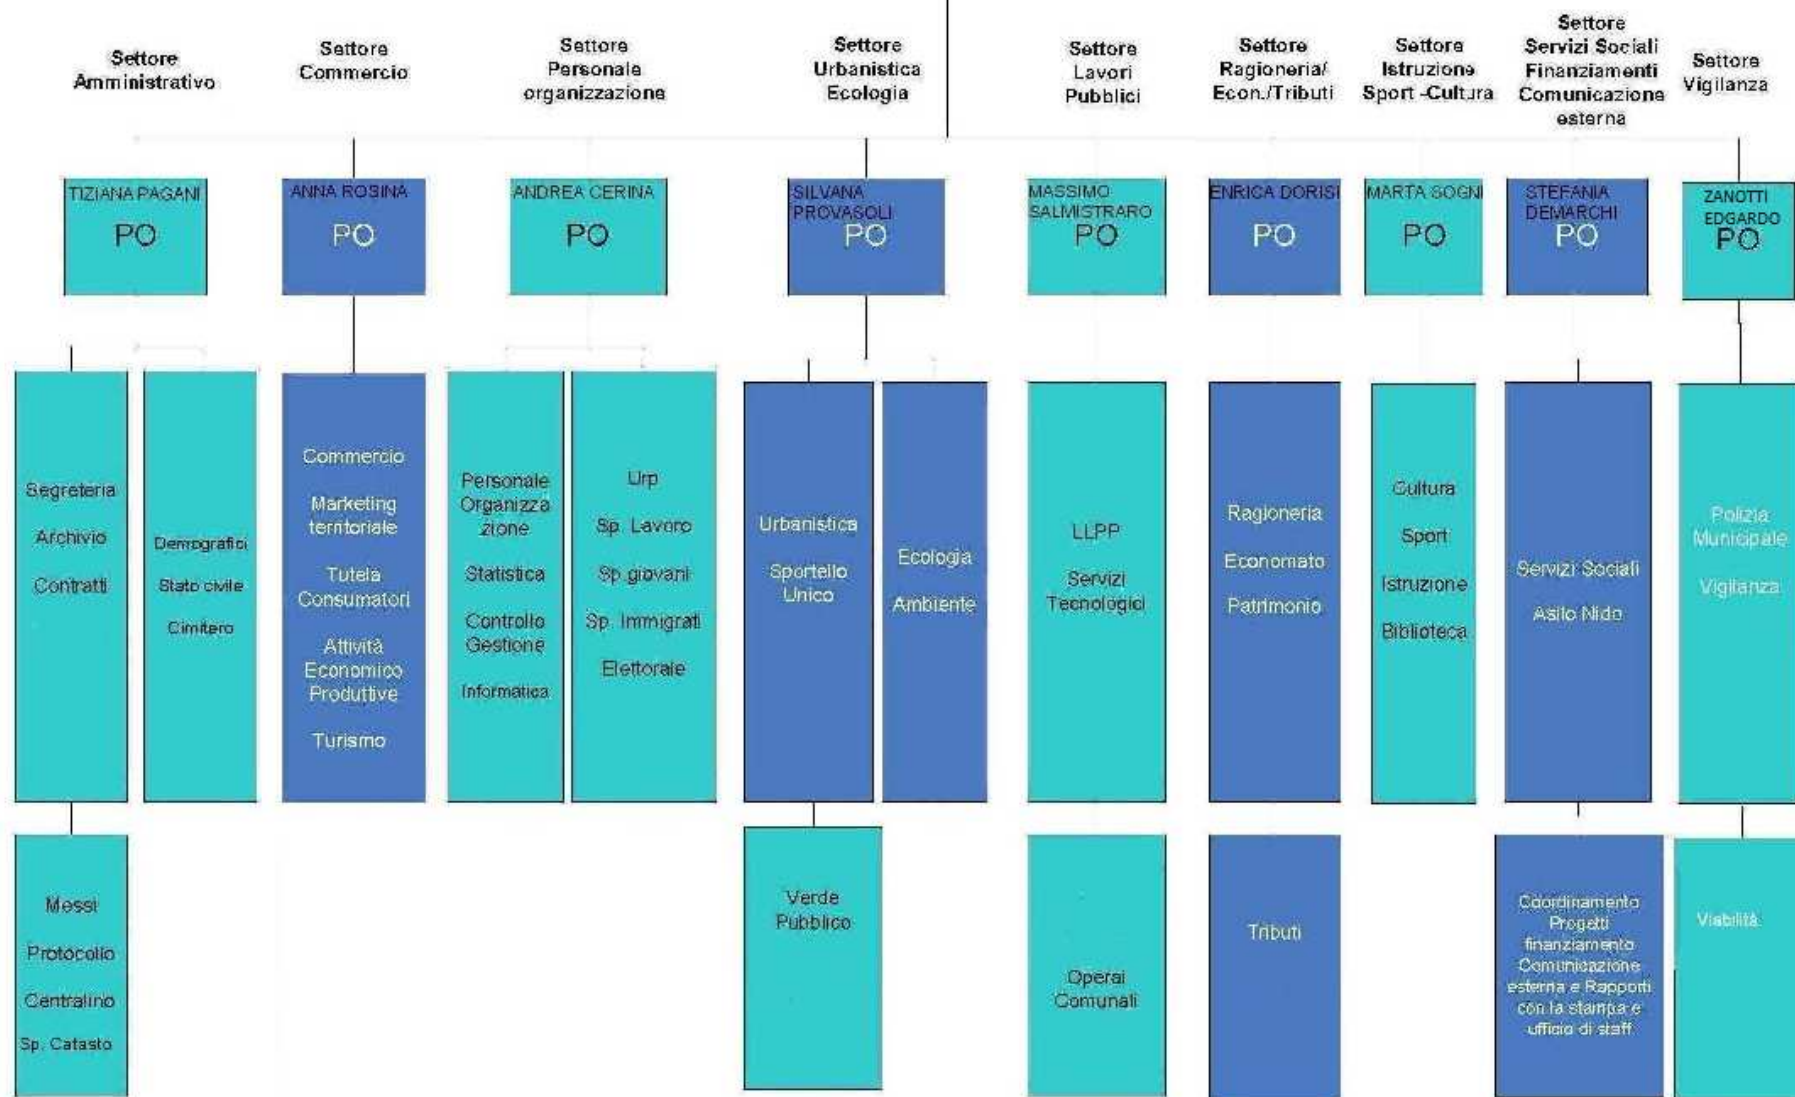 Settore
Amministrativo
Settore
Commercio
Settore
Personale
organizzazione
Settore
Urbanistica
Ecologia
Settore
Lavori
Pubblici
Settore
Ragioneria/
Econ./Tributi
Settore
Istruzione
Sport -Cultura
Settore
Servizi Sociali
Finanziamenti
Comunicazione
esterna
Settore
Vigilanza
TIZIANA PAGANI
PO
ANNA ROSINA
PO
ANDREA CERINA
PO
SILVANA
PROVASOLI
PO
MASSIMO
SALMISTRARO
PO
ENRICA DORISI
PO
MARTA SOGNI
PO
STEFANIA
DEMARCHI
PO
ZANOTTI
EDGARDO
PO
Segreteria
Archivio
Contratti
Demografici
Stato civile
Cimitero
Commercio
Marketing
territoriale
Tutela
Consumatori
Attività
Economico
Produttive
Turismo
Personale
Organizza
zione
Statistica
Controllo
Gestione
Informatica
Urp
Sp. Lavoro
Sp.giovani
Sp. Immigrati
Elettorale
Urbanistica
Sportello
Unico
Ecologia
Ambiente
LLPP
Servizi
Tecnologici
Ragioneria
Economato
Patrimonio
Cultura
Sport
Istruzione
Biblioteca
Servizi Sociali
Asilo Nido
Polizia
Municipale
Vigilanza
Messi
Protocollo
Centralino
Sp. Catasto
Verde
Pubblico
Operai
Comunali
Tributi
Coordinamento
Progetti
finanziamento
Comunicazione
esterna e Rapporti
con la stampa e
ufficio di staff
Viabilità